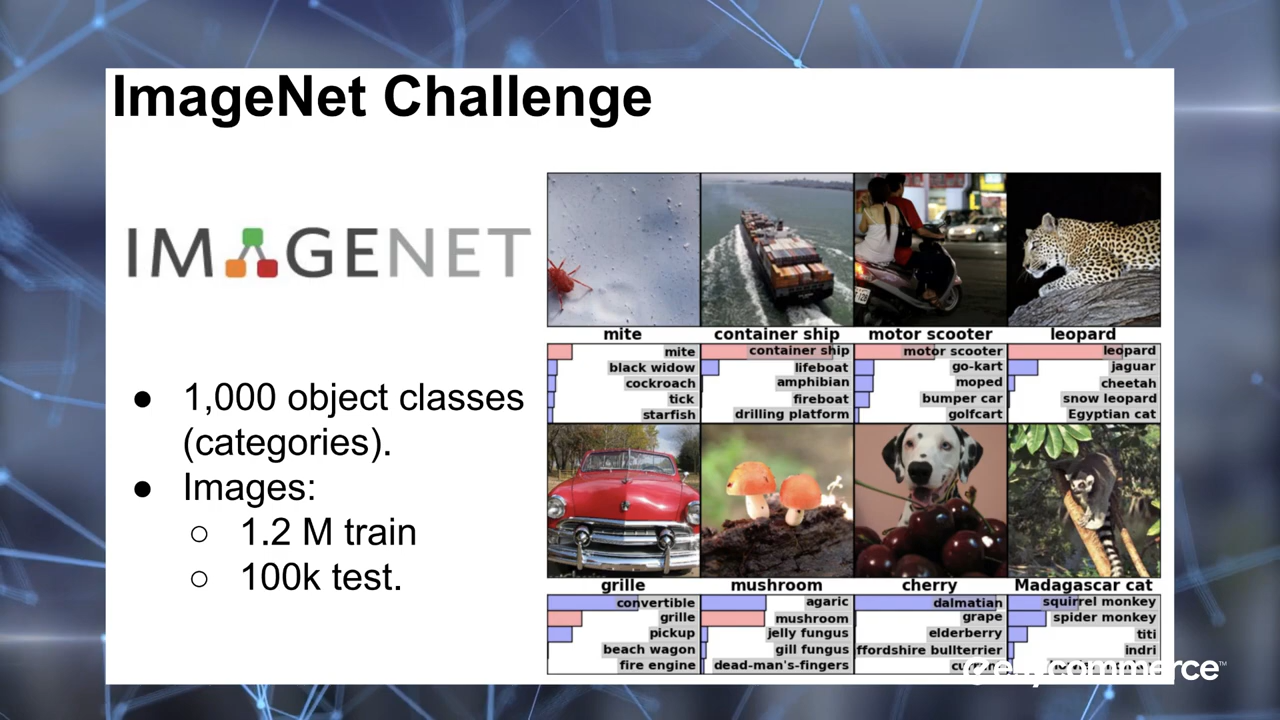 ImageNet Challenge
IMAGENET
● 1,000 object classes
(categories).
● Images:
○ 1.2 M train
○ 100k test.
mite container ship motor scooter leopard
mite container ship motor scooter leopard
black widow lifeboat go-kart jaguar
cockroach amphibian moped cheetah
tick fireboat bumper car snow leopard
starfish drilling platform golfcart Egyptian cat
grille mushroom cherry Madagascar cat
convertible agaric dalmatian squirrel monkey
grille mushroom grape spider monkey
pickup jelly fungus elderberry titi
beach wagon gill fungus ffordshire bullterrier indri
fire engine dead-man's-fingers